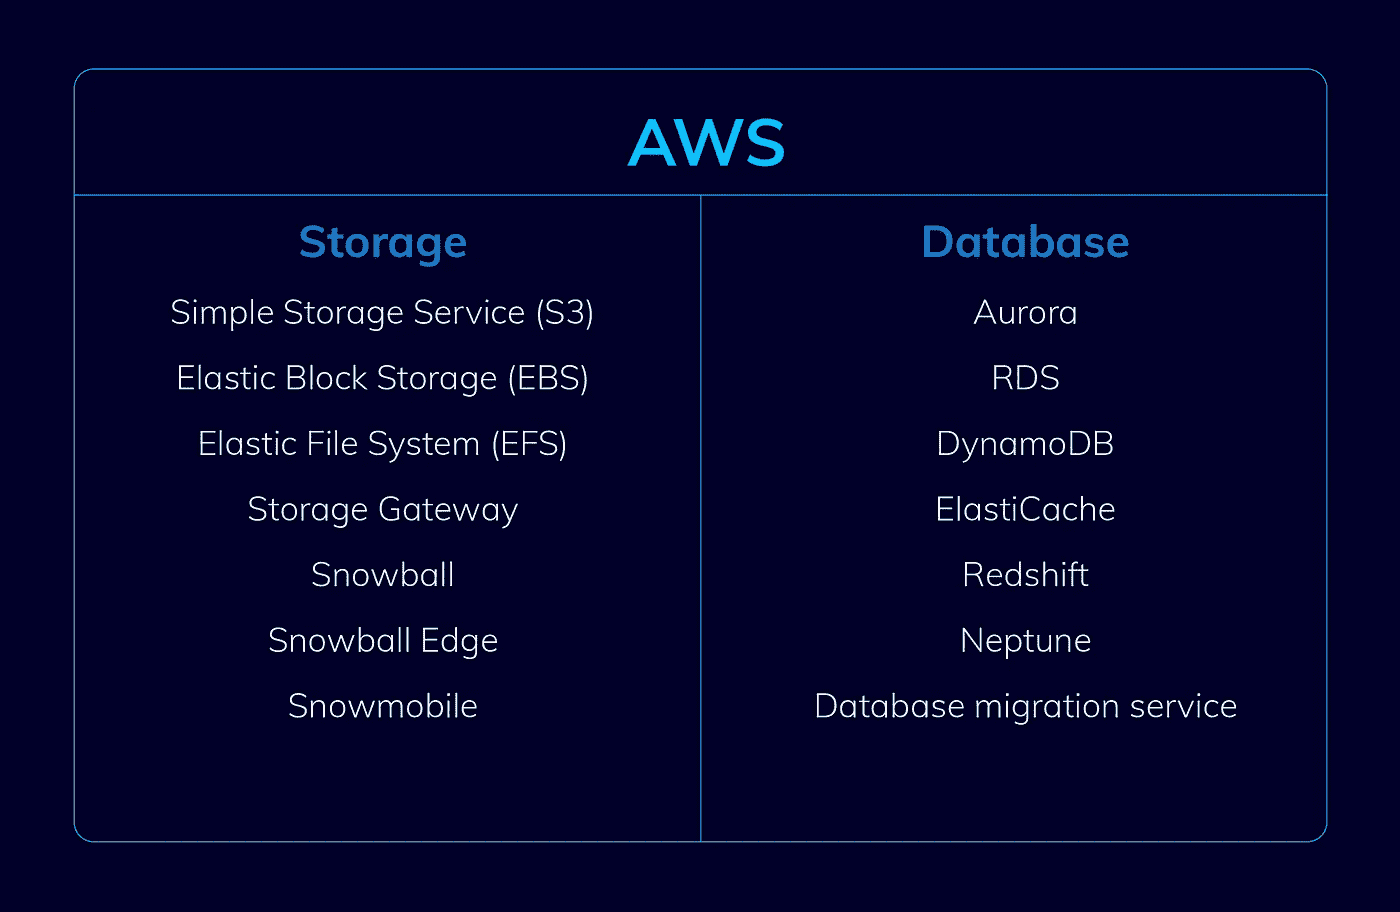 AWS
Storage
Simple Storage Service (S3)
Elastic Block Storage (EBS)
Elastic File System (EFS)
Storage Gateway
Snowball
Snowball Edge
Snowmobile
Database
Aurora
RDS
DynamoDB
ElastiCache
Redshift
Neptune
Database migration service